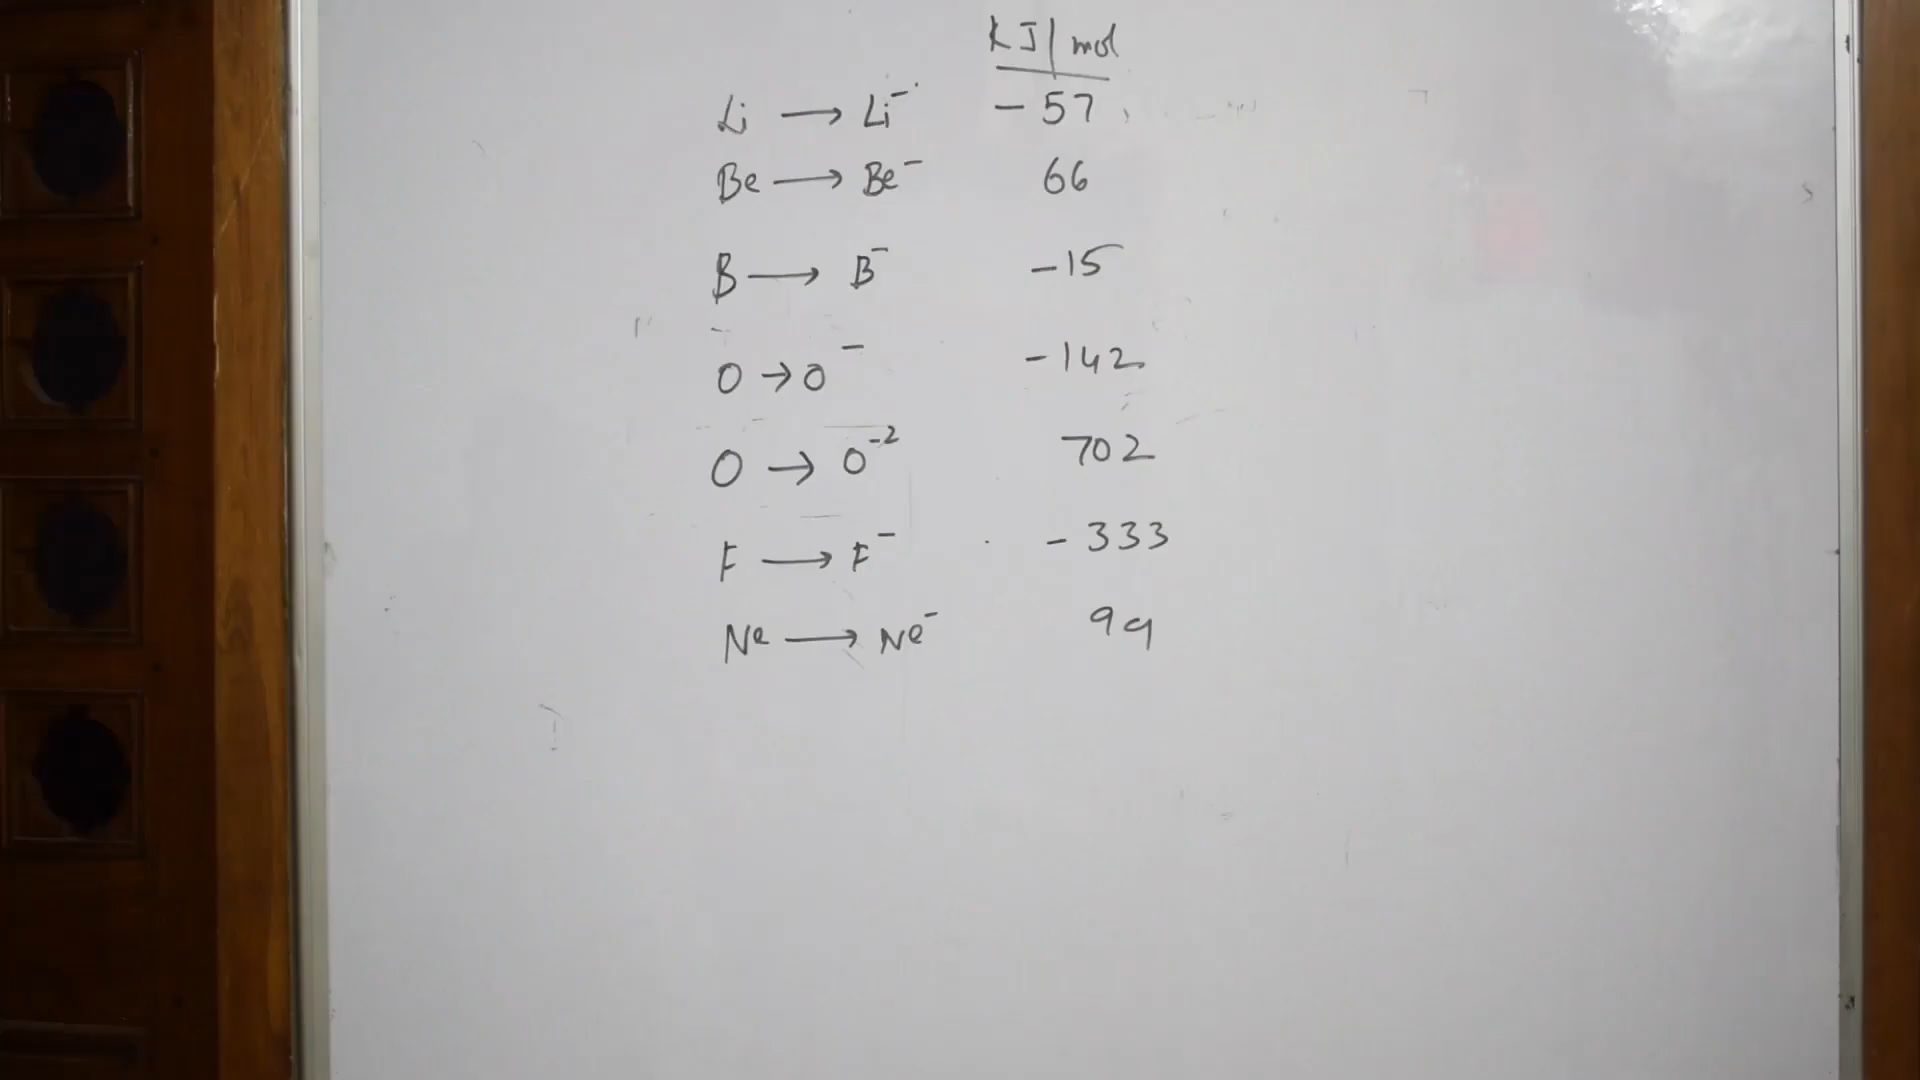 kJ/mol
Li → Li⁻ - 57
Be → Be⁻ 66
B → B⁻ -15
O → O⁻ -142
O → O⁻² 702
F → F⁻ - 333
Ne → Ne⁻ 99